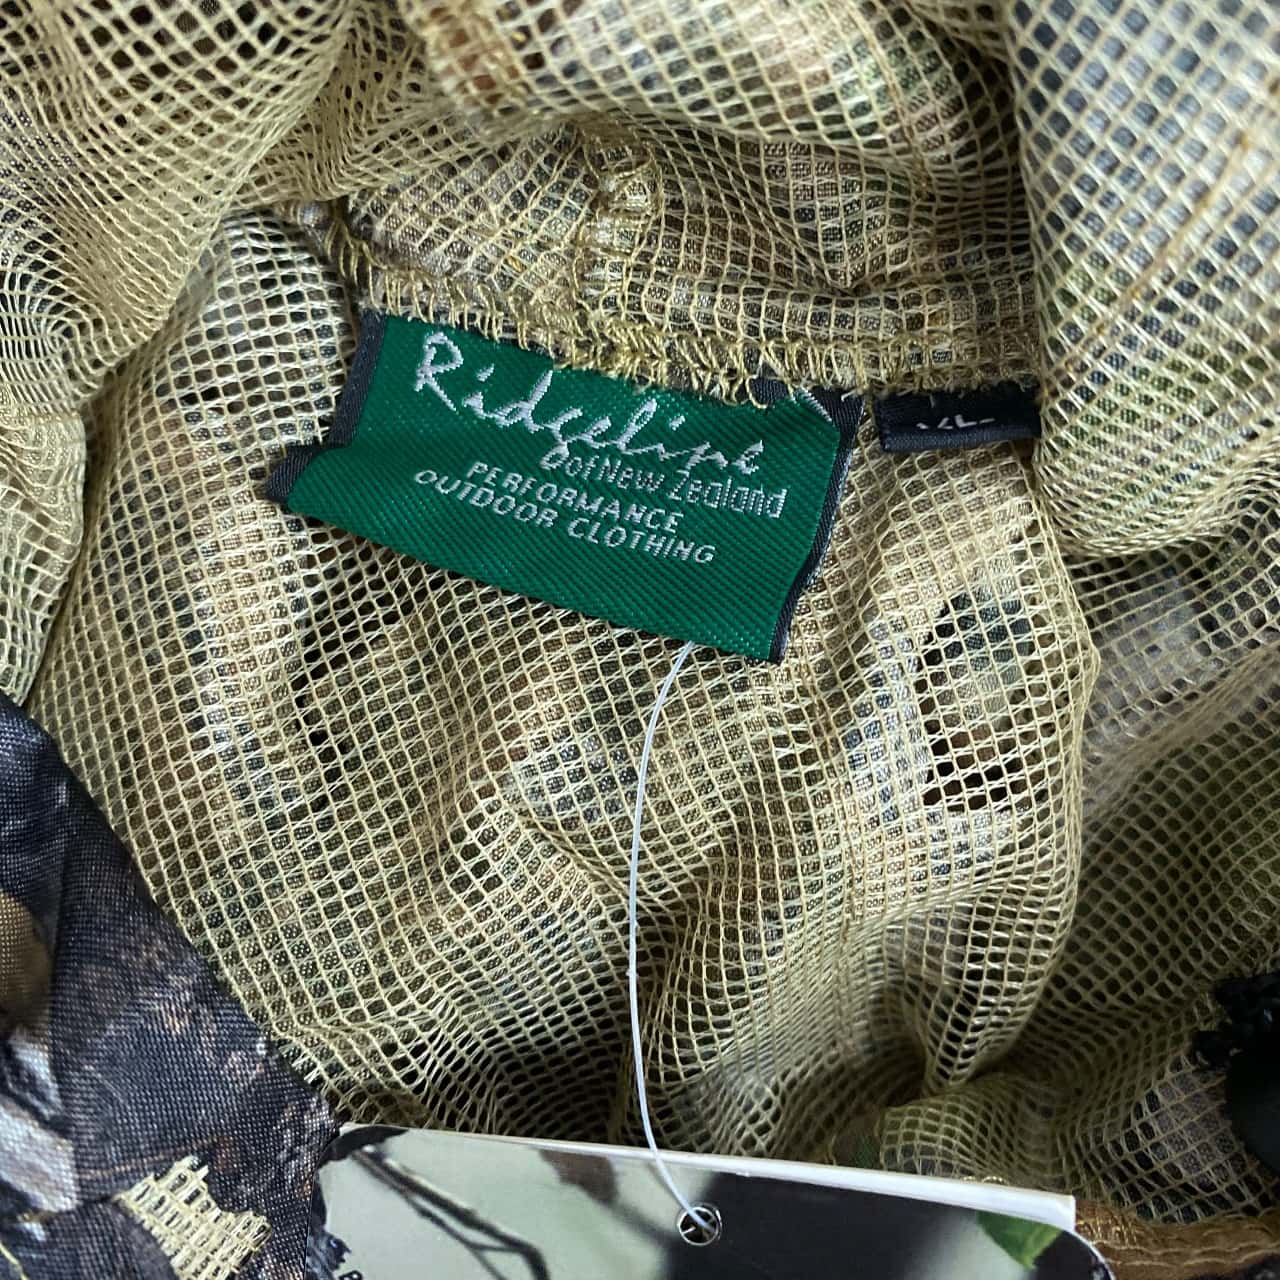 Ridgeline
of New Zealand
PERFORMANCE
OUTDOOR CLOTHING